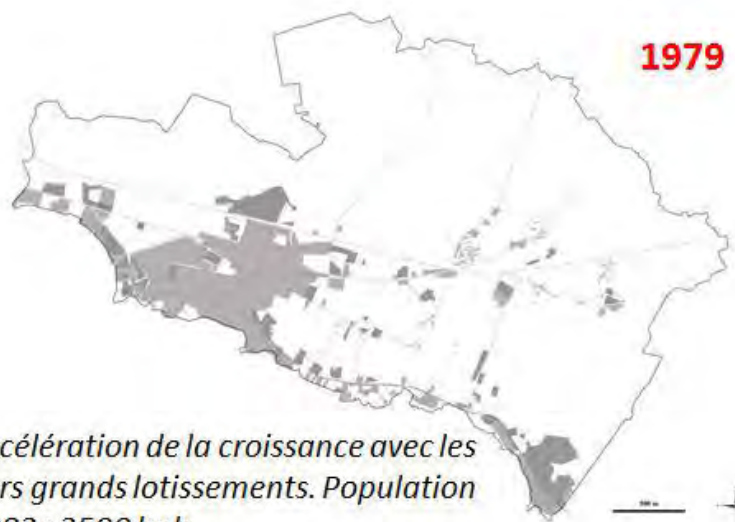 1979
célération de la croissance avec les
rs grands lotissements. Population